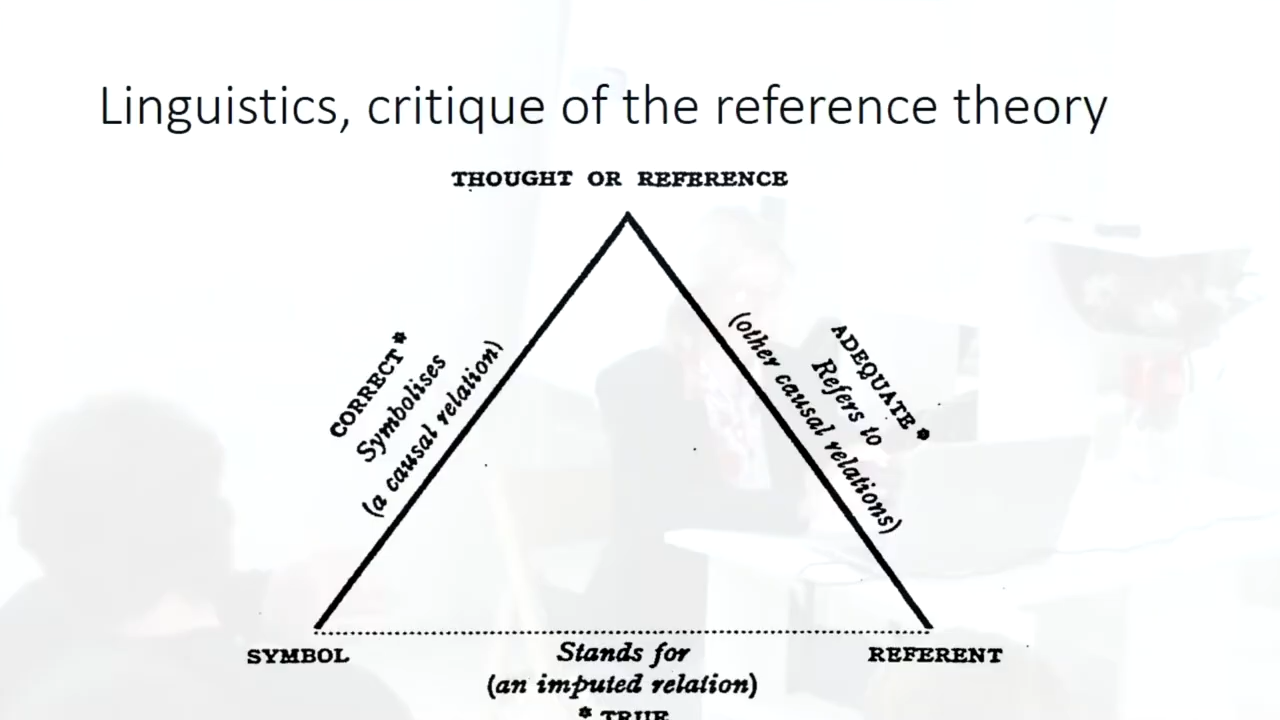 Linguistics, critique of the reference theory
THOUGHT OR REFERENCE
CORRECT*
Symbolises
(a causal relation)
ADEQUATE*
Refers to
(other causal relations)
SYMBOL
Stands for
(an imputed relation)
* TRUE
REFERENT